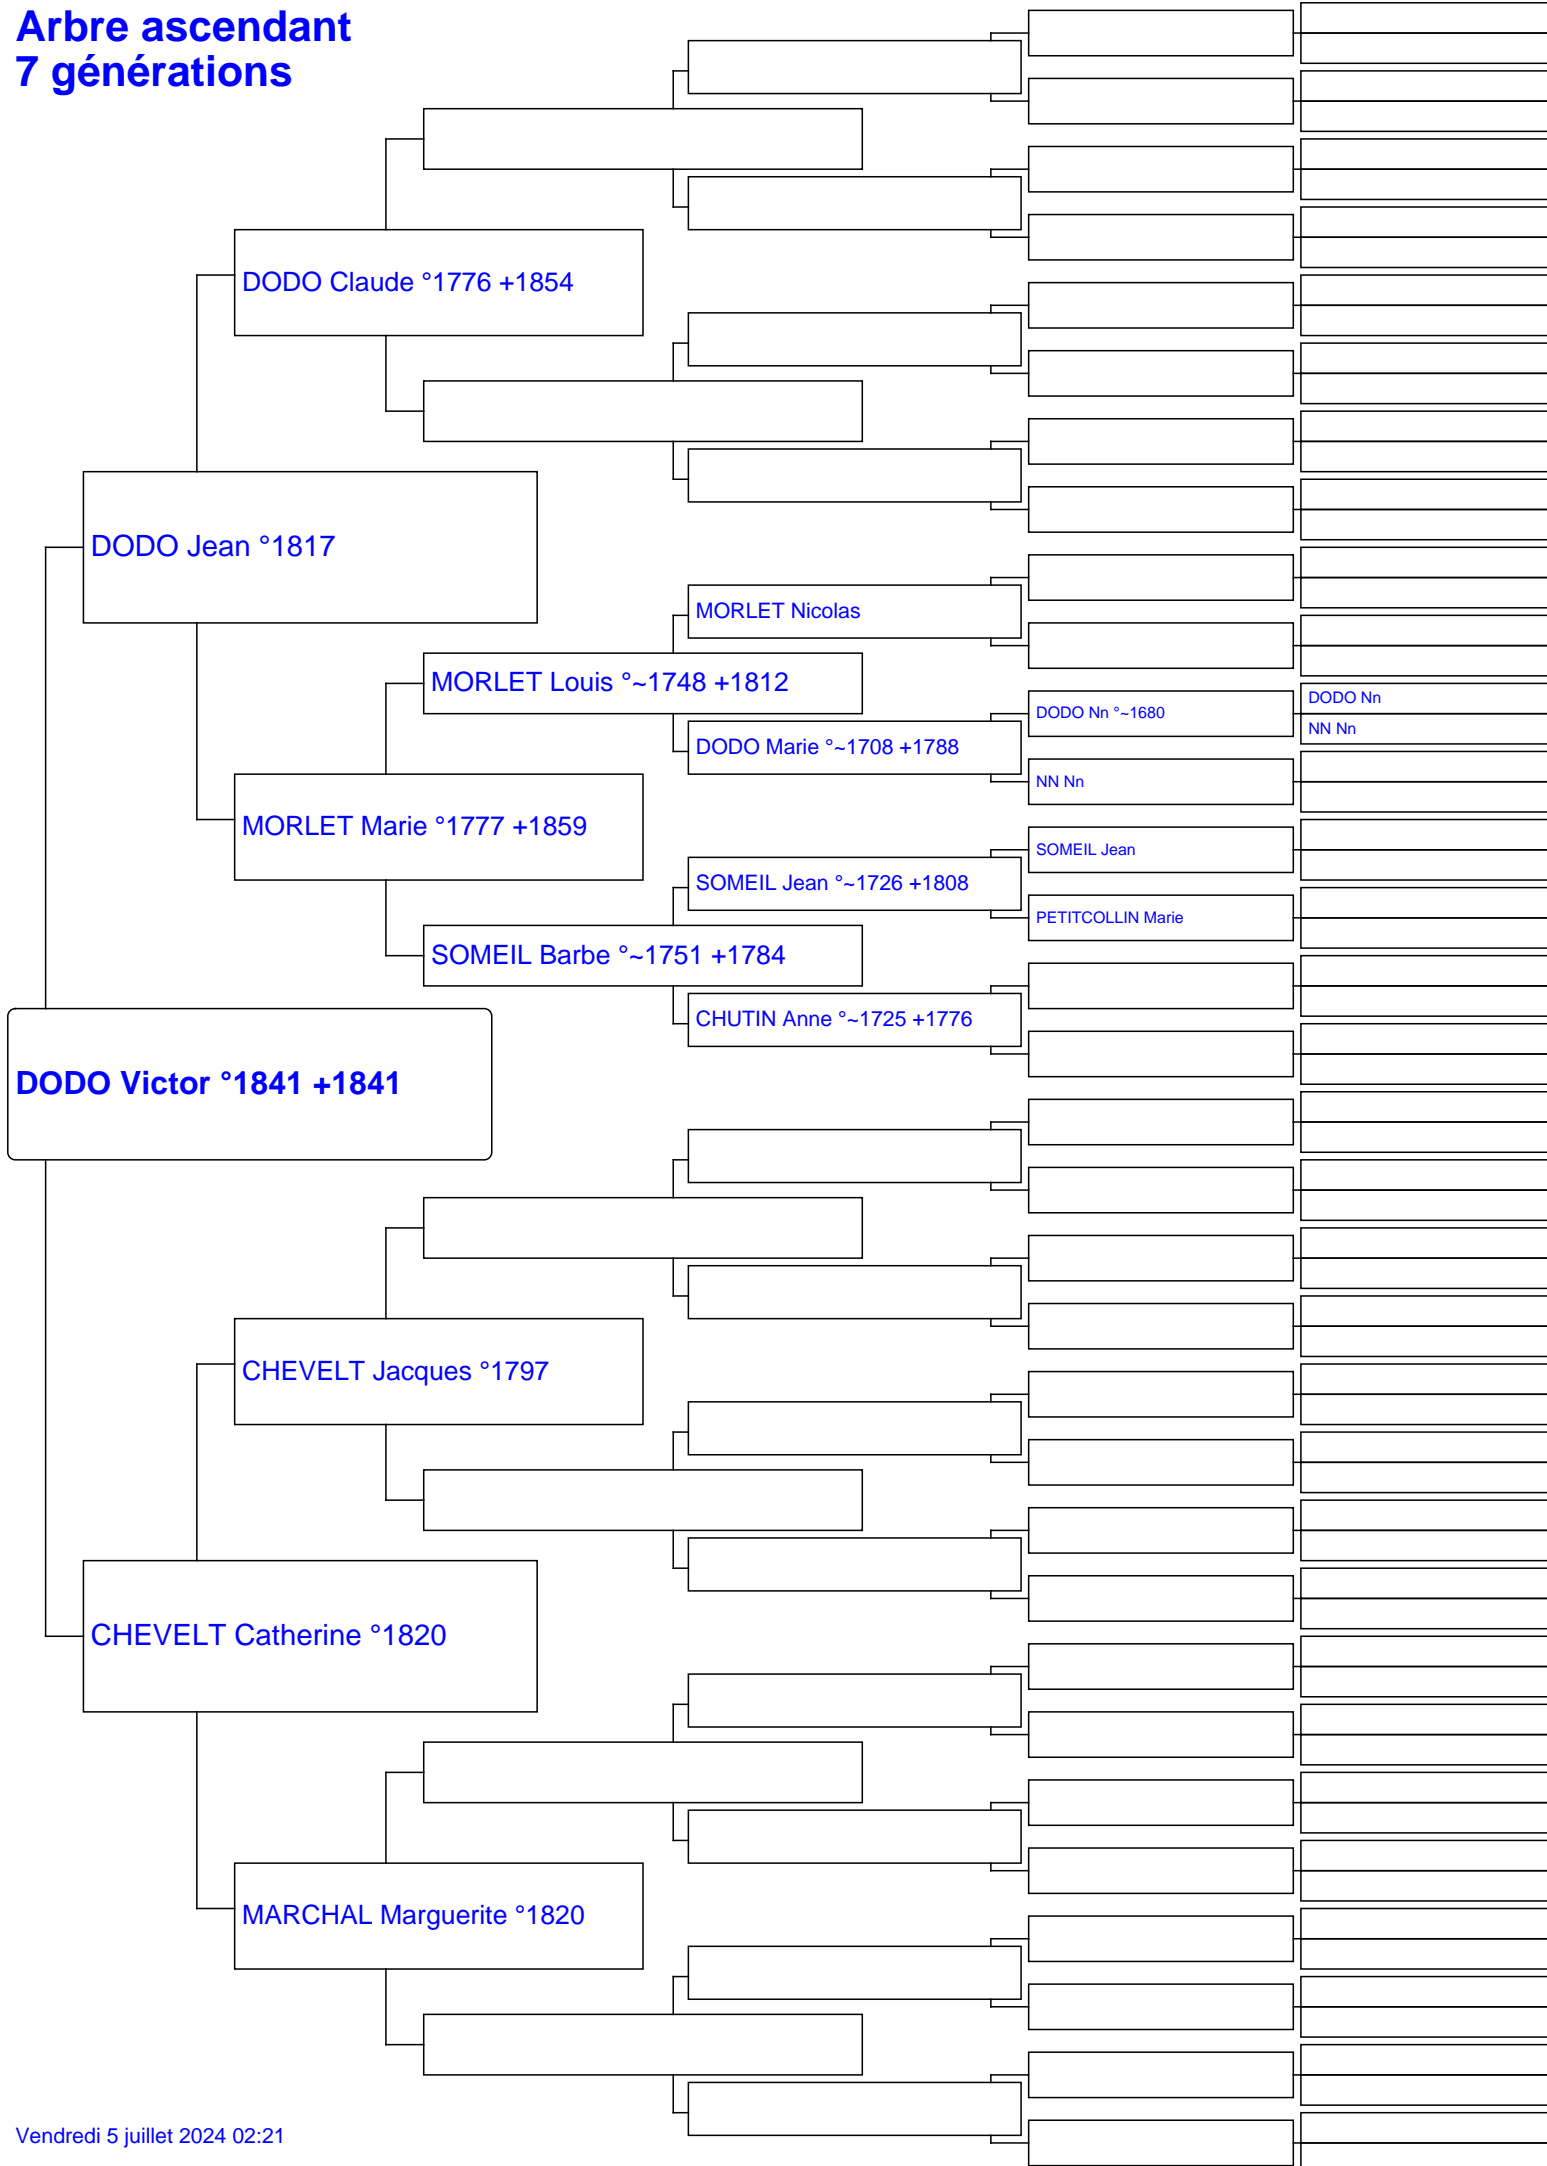 Arbre ascendant
7 générations
DODO Claude °1776 +1854
DODO Jean °1817
MORLET Nicolas
MORLET Louis °~1748 +1812
DODO Nn °~1680
DODO Nn
NN Nn
DODO Marie °~1708 +1788
NN Nn
MORLET Marie °1777 +1859
SOMEIL Jean
SOMEIL Jean °~1726 +1808
PETITCOLLIN Marie
SOMEIL Barbe °~1751 +1784
CHUTIN Anne °~1725 +1776
DODO Victor °1841 +1841
CHEVELT Jacques °1797
CHEVELT Catherine °1820
MARCHAL Marguerite °1820
Vendredi 5 juillet 2024 02:21